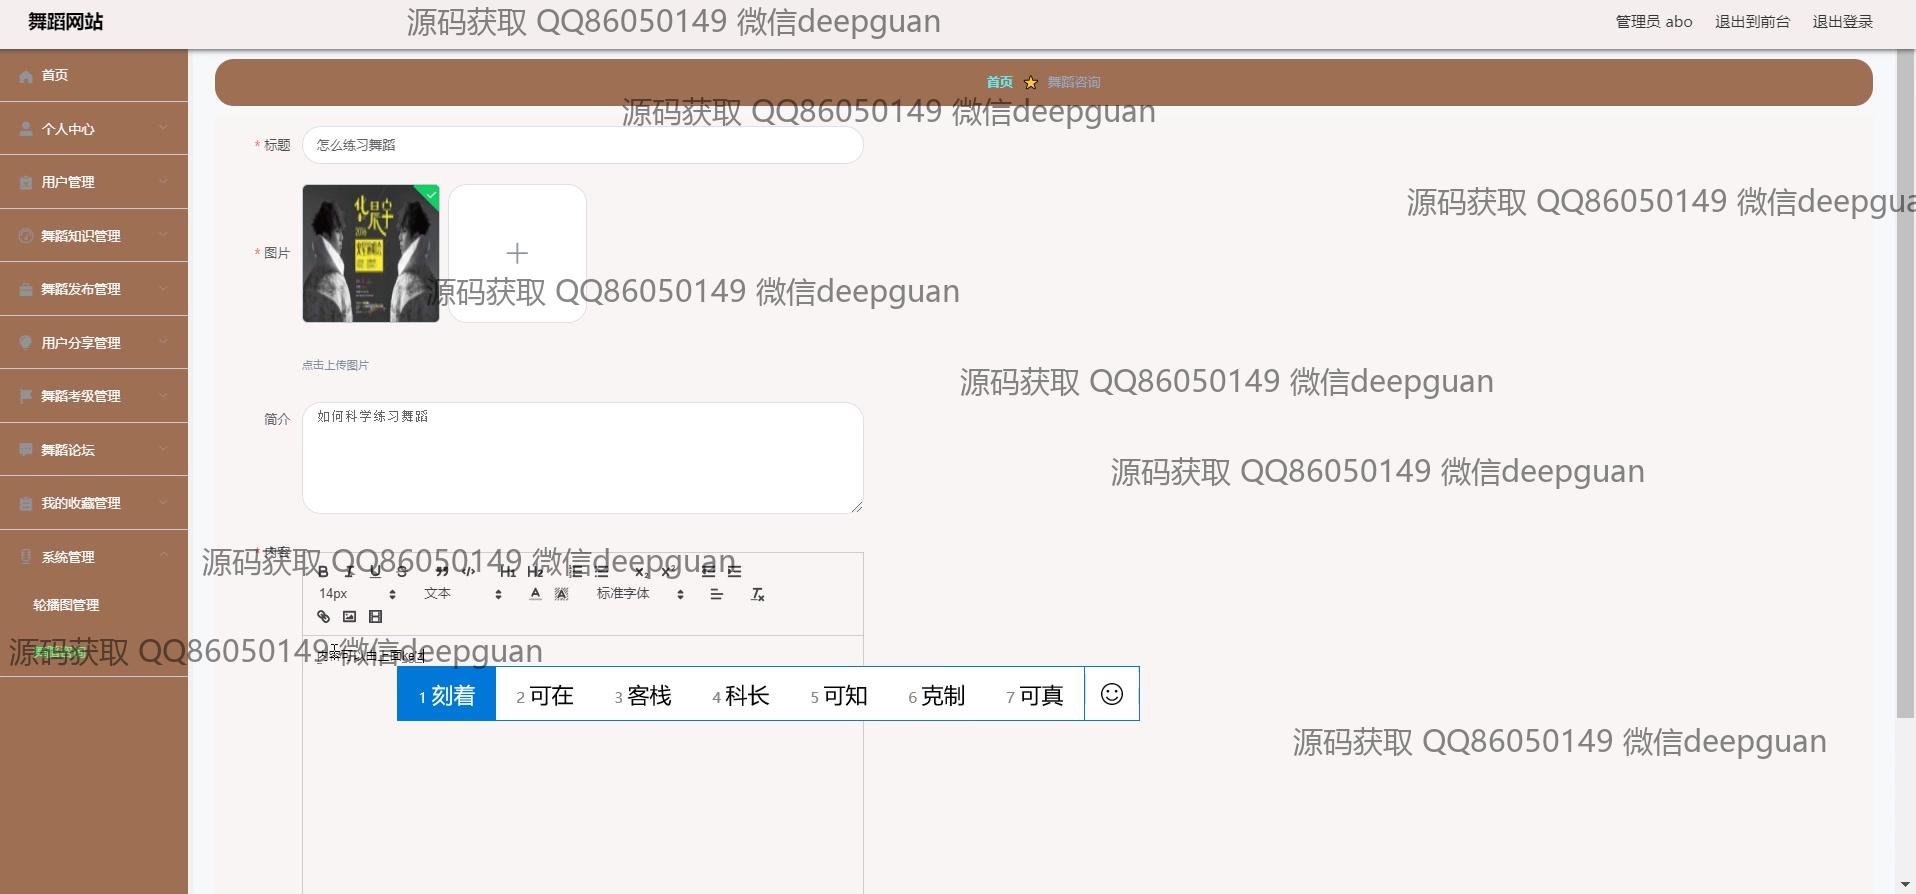 舞蹈网站
源码获取 QQ86050149 微信deepguan
管理员 abo
退出到前台
退出登录
首页
个人中心
用户管理
舞蹈知识管理
舞蹈发布管理
用户分享管理
舞蹈考级管理
舞蹈论坛
我的收藏管理
系统管理
轮播图管理
首页
舞蹈咨询
源码获取 QQ86050149 微信deepguan
* 标题
怎么练习舞蹈
源码获取 QQ86050149 微信deepgua
* 图片
源码获取 QQ86050149 微信deepguan
点击上传图片
源码获取 QQ86050149 微信deepguan
简介
如何科学练习舞蹈
源码获取 QQ86050149 微信deepguan
* 内容
源码获取 QQ86050149 微信deepguan
B I U S H1 H2 X2 X2
14px
文本
标准字体
源码获取 QQ86050149 微信deepguan
1 刻着 2 可在 3 客栈 4 科长 5 可知 6 克制 7 可真
源码获取 QQ86050149 微信deepguan